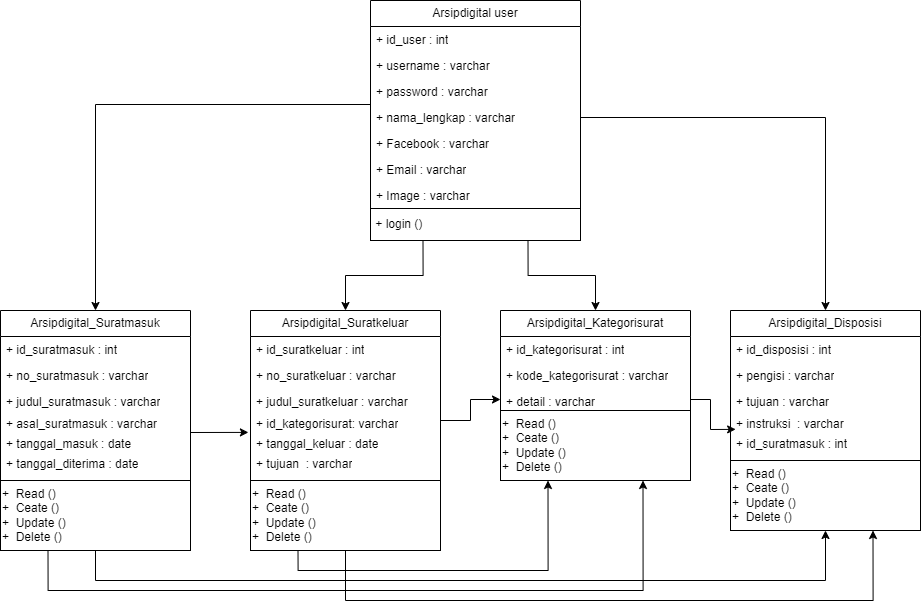 Arsipdigital user
+ id_user : int
+ username : varchar
+ password : varchar
+ nama_lengkap : varchar
+ Facebook : varchar
+ Email : varchar
+ Image : varchar
+ login ()
Arsipdigital_Suratmasuk
+ id_suratmasuk : int
+ no_suratmasuk : varchar
+ judul_suratmasuk : varchar
+ asal_suratmasuk : varchar
+ tanggal_masuk : date
+ tanggal_diterima : date
+ Read ()
+ Ceate ()
+ Update ()
+ Delete ()
Arsipdigital_Suratkeluar
+ id_suratkeluar : int
+ no_suratkeluar : varchar
+ judul_suratkeluar : varchar
+ id_kategorisurat: varchar
+ tanggal_keluar : date
+ tujuan : varchar
+ Read ()
+ Ceate ()
+ Update ()
+ Delete ()
Arsipdigital_Kategorisurat
+ id_kategorisurat : int
+ kode_kategorisurat : varchar
+ detail : varchar
+ Read ()
+ Ceate ()
+ Update ()
+ Delete ()
Arsipdigital_Disposisi
+ id_disposisi : int
+ pengisi : varchar
+ tujuan : varchar
+ instruksi : varchar
+ id_suratmasuk : int
+ Read ()
+ Ceate ()
+ Update ()
+ Delete ()